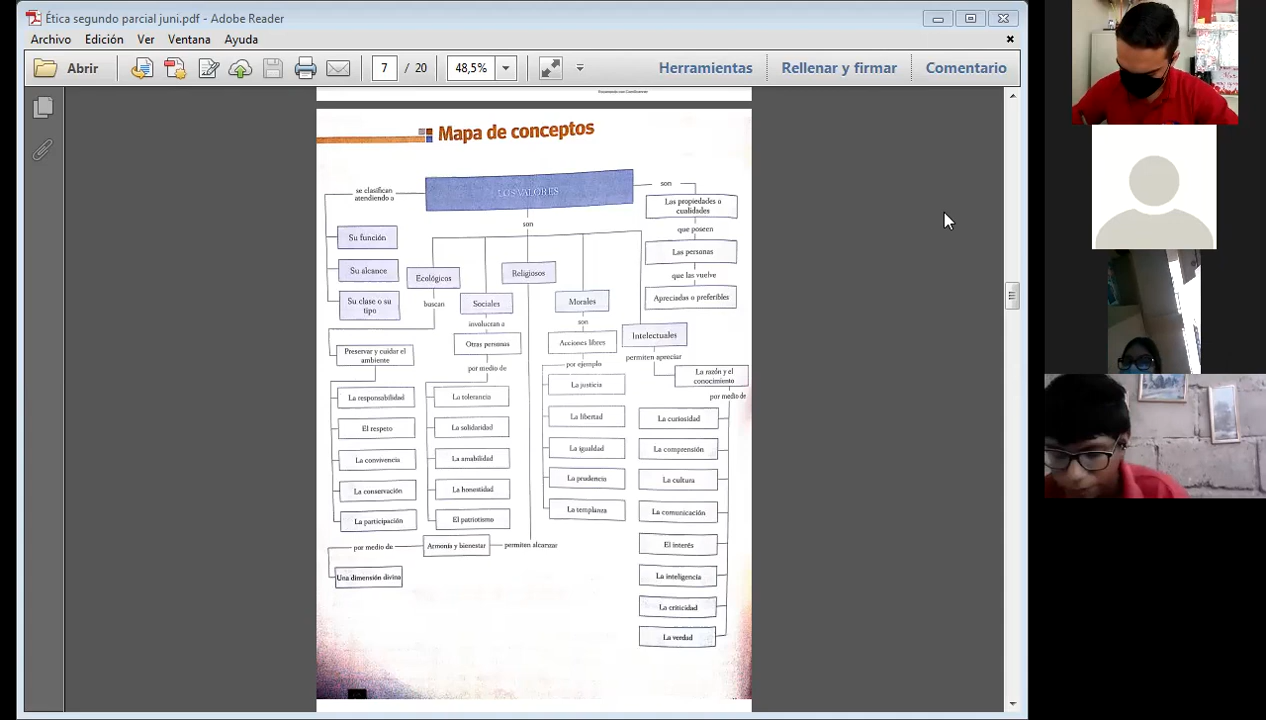 Ética segundo parcial juni.pdf - Adobe Reader
Archivo Edición Ver Ventana Ayuda
Abrir
7 / 20
48,5%
Herramientas
Rellenar y firmar
Comentario
Mapa de conceptos
LOS VALORES
se clasifican
atendiendo a
Su función
Su alcance
Su clase o su
tipo
son
Las propiedades o
cualidades
que poseen
Las personas
que las vuelve
Apreciadas o preferibles
son
Ecológicos
buscan
Preservar y cuidar el
ambiente
La responsabilidad
El respeto
La convivencia
La conservación
La participación
Sociales
involucran a
Otras personas
por medio de
La tolerancia
La solidaridad
La amabilidad
La honestidad
El patriotismo
Religiosos
permiten alcanzar
Armonía y bienestar
por medio de
Una dimensión divina
Morales
son
Acciones libres
por ejemplo
La justicia
La libertad
La igualdad
La prudencia
La templanza
Intelectuales
permiten apreciar
La razón y el
conocimiento
por medio de
La curiosidad
La comprensión
La cultura
La comunicación
El interés
La inteligencia
La criticidad
La verdad